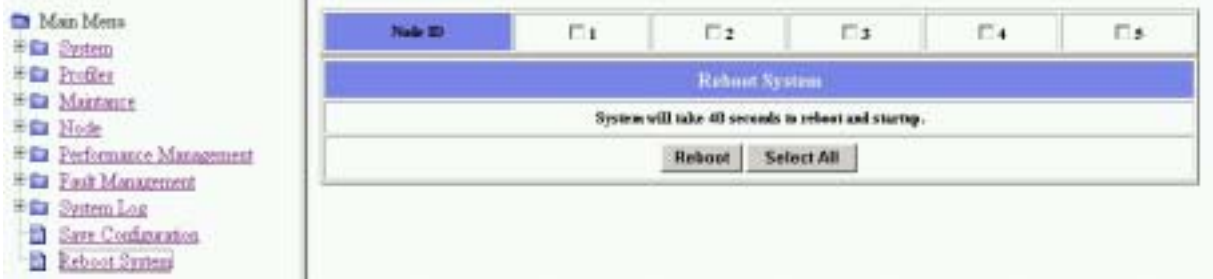 Main Menu
System
Profiles
Maintance
Node
Performance Management
Fault Management
System Log
Save Configuration
Reboot System
Node ID 1 2 3 4 5
Reboot System
System will take 40 seconds to reboot and startup.
Reboot Select All